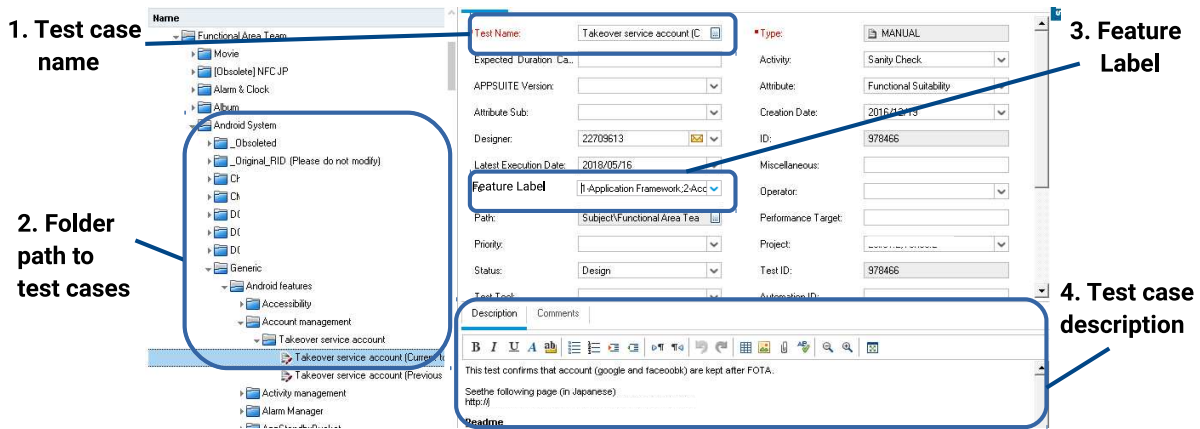 1. Test case
name
2. Folder
path to
test cases
3. Feature
Label
4. Test case
description
Name
Functional Area Team
Movie
[Obsolete] NFC JP
Alarm & Clock
Album
Android System
_Obsoleted
_Original_RID (Please do not modify)
Generic
Android features
Accessibility
Account management
Takeover service account
Takeover service account (Current to
Takeover service account (Previous
Activity management
Alarm Manager
AppStandbyBucket
*Test Name: Takeover service account (C
*Type: MANUAL
Expected Duration Ca...
Activity: Sanity Check
APPSUITE Version:
Attribute: Functional Suitability
Attribute Sub:
Creation Date: 2016/12/19
Designer: 22709613
ID: 978466
Latest Execution Date: 2018/05/16
Miscellaneous:
Feature Label 1-Application Framework;2-Acc
Operator:
Path: Subject\Functional Area Tea
Performance Target:
Priority:
Project:
Status: Design
Test ID: 978466
Test Tool:
Automation ID:
Description Comments
B I U A ab
This test confirms that account (google and faceoobk) are kept after FOTA.
Seethe following page (in Japanese)
http://
Readme